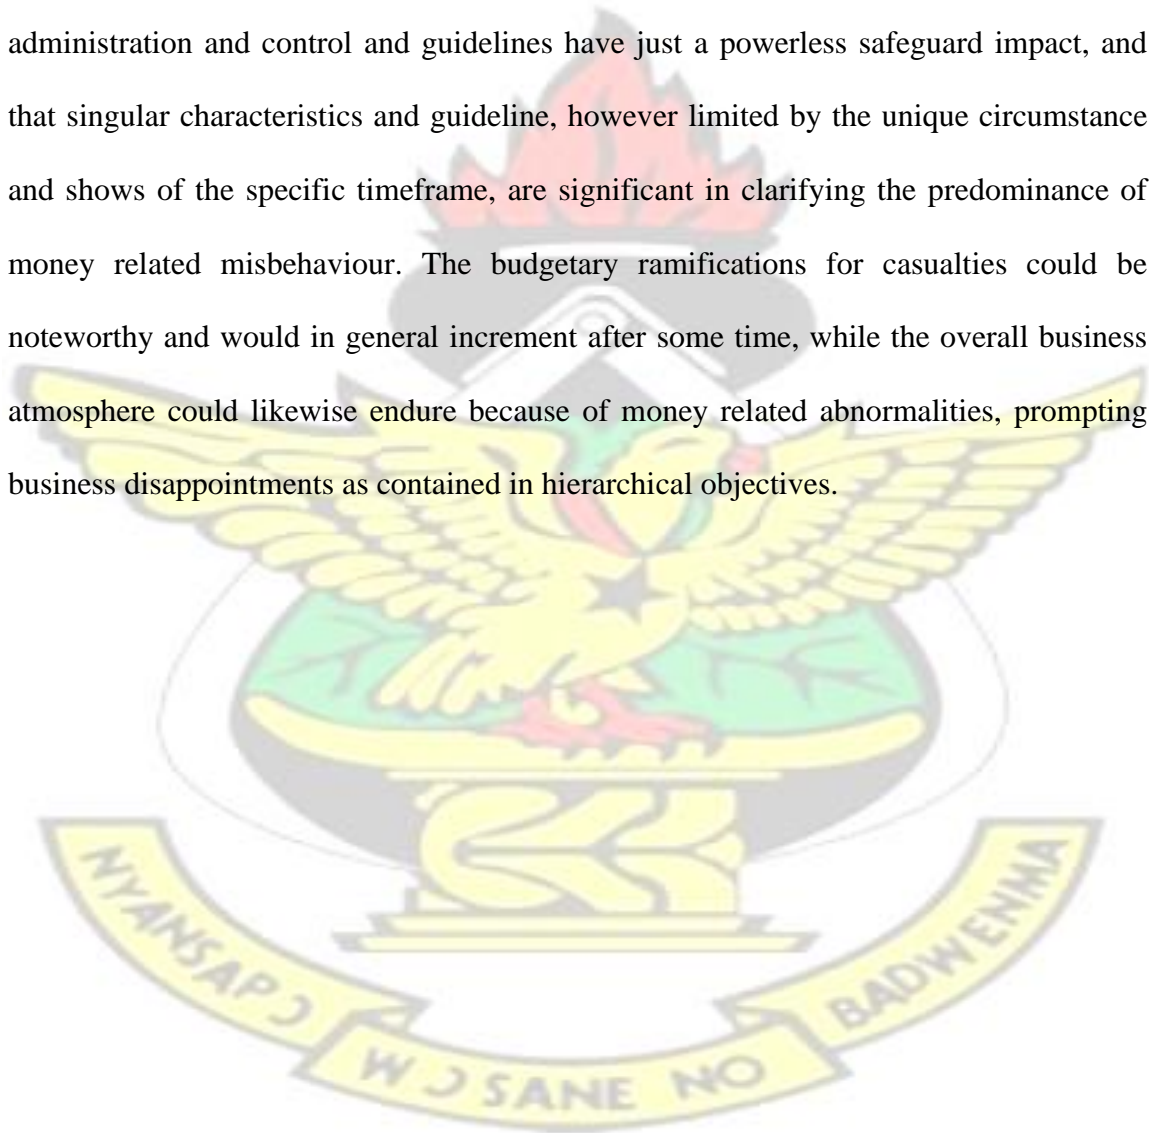 administration and control and guidelines have just a powerless safeguard impact, and
that singular characteristics and guideline, however limited by the unique circumstance
and shows of the specific timeframe, are significant in clarifying the predominance of
money related misbehaviour. The budgetary ramifications for casualties could be
noteworthy and would in general increment after some time, while the overall business
atmosphere could likewise endure because of money related abnormalities, prompting
business disappointments as contained in hierarchical objectives.
NYANSAPƆ
WƆSANE NO
BADWENMA